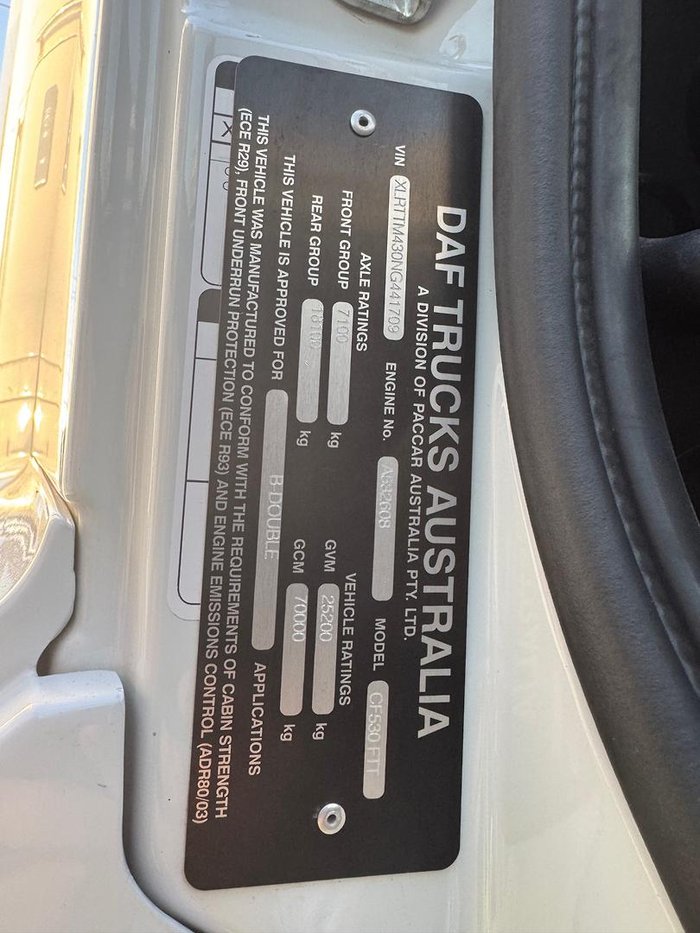 DAF TRUCKS AUSTRALIA
A DIVISION OF PACCAR AUSTRALIA PTY. LTD.
VIN XLRTTM430NG441709 ENGINE No. MODEL CF530 FTT
AXLE RATINGS VEHICLE RATINGS
FRONT GROUP 7100 kg GVM 25200 kg
REAR GROUP 18100 kg GCM 70000 kg
THIS VEHICLE IS APPROVED FOR B-DOUBLE APPLICATIONS
THIS VEHICLE WAS MANUFACTURED TO CONFORM WITH THE REQUIREMENTS OF CABIN STRENGTH
(ECE R29), FRONT UNDERRUN PROTECTION (ECE R93) AND ENGINE EMISSIONS CONTROL (ADR80/03)